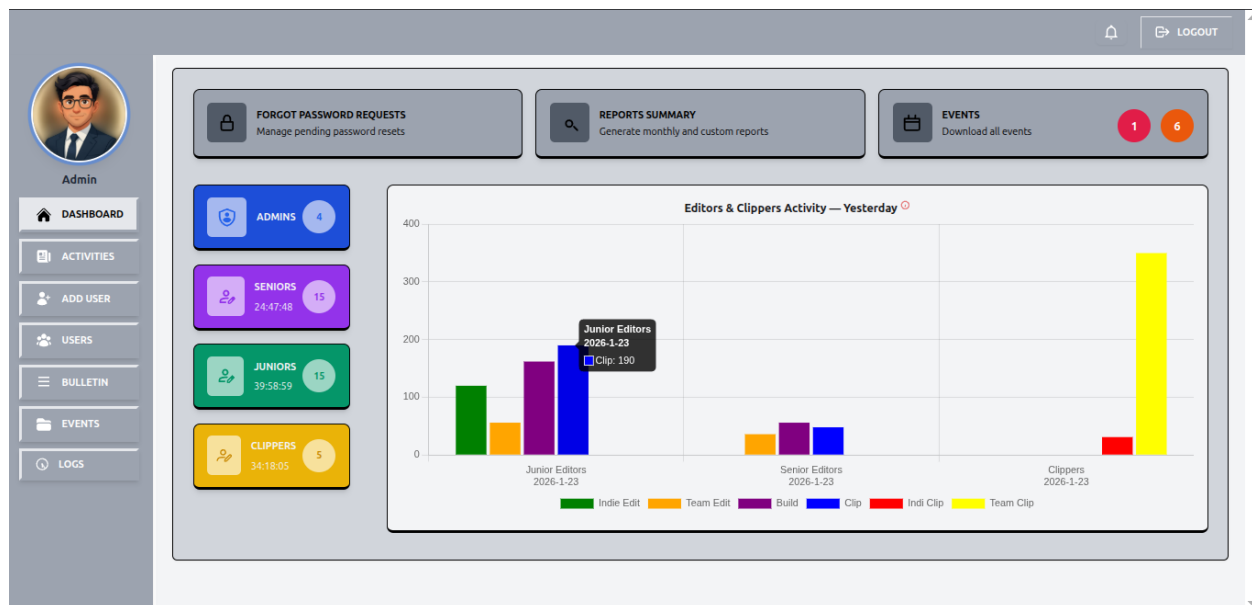 LOGOUT
Admin
DASHBOARD
ACTIVITIES
ADD USER
USERS
BULLETIN
EVENTS
LOGS
FORGOT PASSWORD REQUESTS
Manage pending password resets
REPORTS SUMMARY
Generate monthly and custom reports
EVENTS
Download all events
1
6
ADMINS
4
SENIORS
24:47:48
15
JUNIORS
39:58:59
15
CLIPPERS
34:18:05
5
Editors & Clippers Activity — Yesterday
400
300
200
100
0
Junior Editors
2026-1-23
Clip: 190
Junior Editors
2026-1-23
Senior Editors
2026-1-23
Clippers
2026-1-23
Indie Edit
Team Edit
Build
Clip
Indi Clip
Team Clip